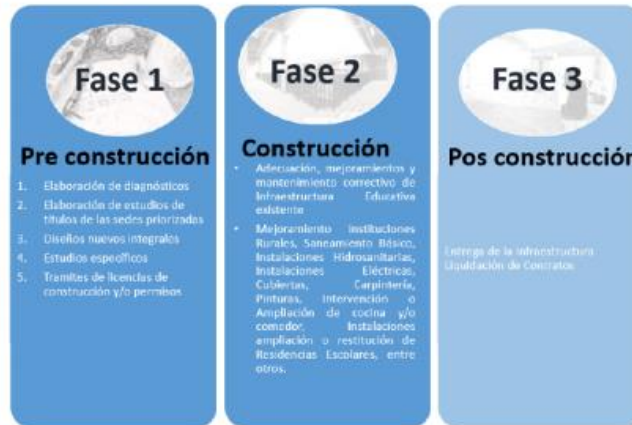 Fase 1
Pre construcción
1. Elaboración de diagnósticos
2. Elaboración de estudios de
títulos de las sedes priorizadas
3. Diseños nuevos integrales
4. Estudios específicos
5. Tramites de licencias de
construcción y/o permisos
Fase 2
Construcción
• Adecuación, mejoramientos y
mantenimiento correctivo de
Infraestructura Educativa
existente
• Mejoramiento Instituciones
Rurales, Saneamiento Básico,
Instalaciones Hidrosanitarias,
Instalaciones Eléctricas,
Cubiertas, Carpintería,
Pinturas, Intervención o
Ampliación de cocina y/o
comedor, Instalaciones
ampliación o restitución de
Residencias Escolares, entre
otros.
Fase 3
Pos construcción
Entrega de la Infraestructura
Liquidación de Contratos